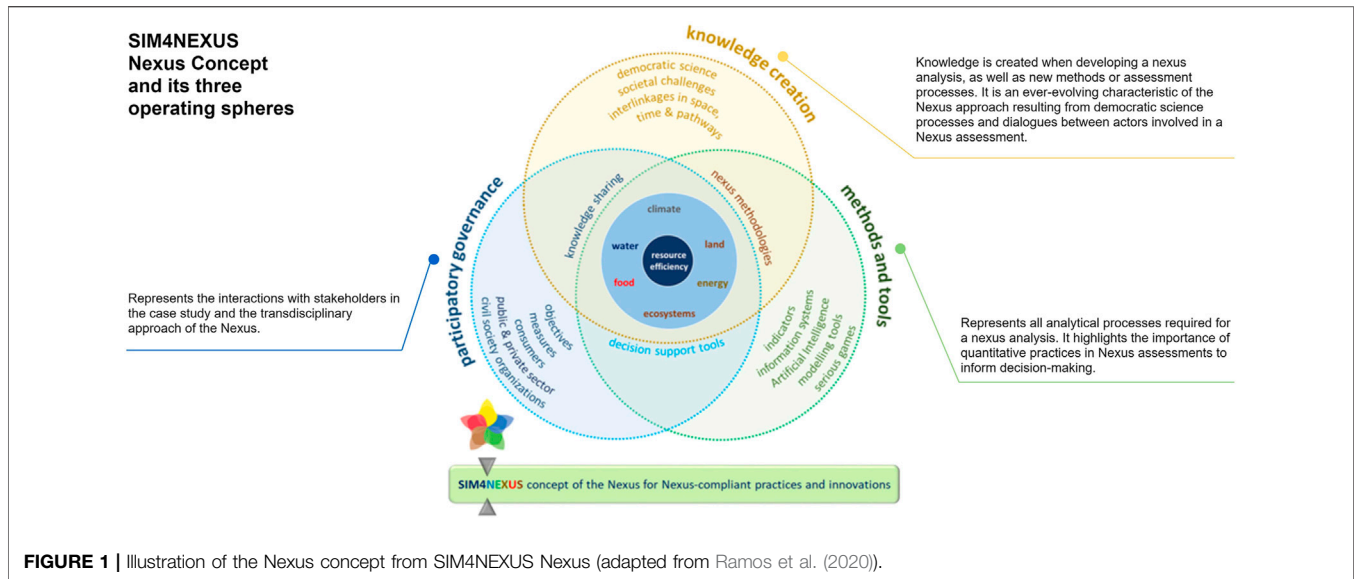 SIM4NEXUS
Nexus Concept
and its three
operating spheres
knowledge creation
democratic science
societal challenges
interlinkages in space,
time & pathways
Knowledge is created when developing a nexus
analysis, as well as new methods or assessment
processes. It is an ever-evolving characteristic of the
Nexus approach resulting from democratic science
processes and dialogues between actors involved in a
Nexus assessment.
participatory governance
Represents the interactions with stakeholders in
the case study and the transdisciplinary
approach of the Nexus.
knowledge sharing
nexus methodologies
climate
water
land
resource
efficiency
food
energy
ecosystems
decision support tools
objectives
measures
consumers
public & private sector
civil society organizations
methods and tools
indicators
information systems
Artificial Intelligence
modelling tools
serious games
Represents all analytical processes required for
a nexus analysis. It highlights the importance of
quantitative practices in Nexus assessments to
inform decision-making.
SIM4NEXUS concept of the Nexus for Nexus-compliant practices and innovations
FIGURE 1 | Illustration of the Nexus concept from SIM4NEXUS Nexus (adapted from Ramos et al. (2020)).